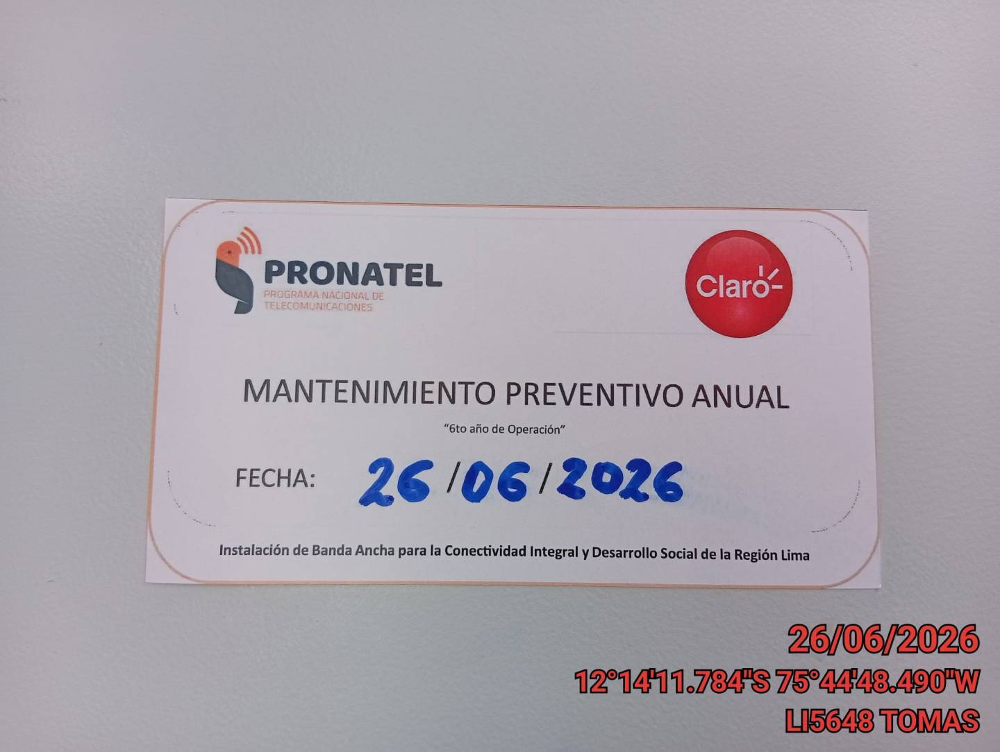 PRONATEL
PROGRAMA NACIONAL DE
TELECOMUNICACIONES
Claro
MANTENIMIENTO PREVENTIVO ANUAL
“6to año de Operación”
FECHA: 26/06/2026
Instalación de Banda Ancha para la Conectividad Integral y Desarrollo Social de la Región Lima
26/06/2026
12°14'11.784"S 75°44'48.490"W
LI5648 TOMAS